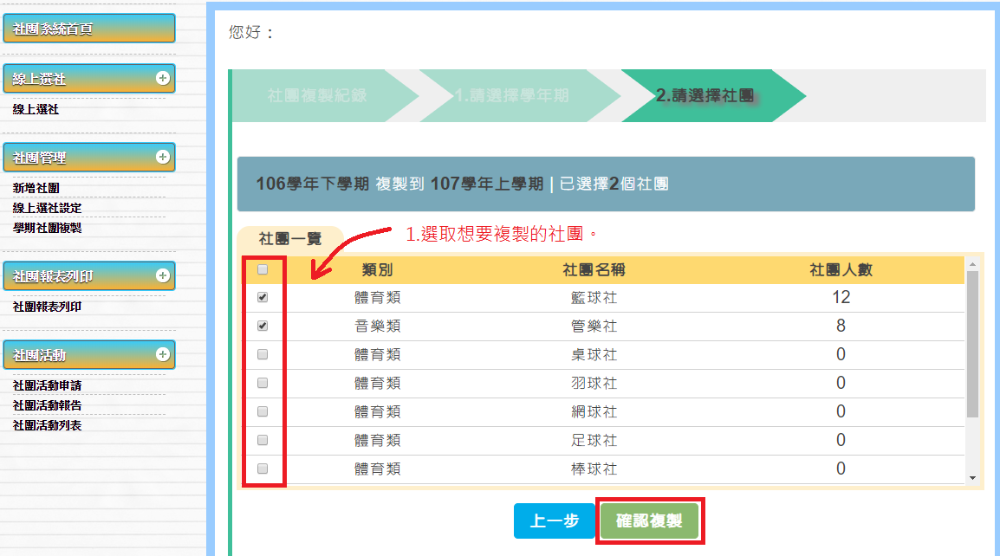 社團系統首頁
線上選社
線上選社
社團管理
新增社團
線上選社設定
學期社團複製
社團報表列印
社團報表列印
社團活動
社團活動申請
社團活動報告
社團活動列表
您好：
社團複製紀錄 1.請選擇學年期 2.請選擇社團
106學年下學期 複製到 107學年上學期 | 已選擇2個社團
1.選取想要複製的社團。
社團一覽
類別 社團名稱 社團人數
體育類 籃球社 12
音樂類 管樂社 8
體育類 桌球社 0
體育類 羽球社 0
體育類 網球社 0
體育類 足球社 0
體育類 棒球社 0
上一步 確認複製